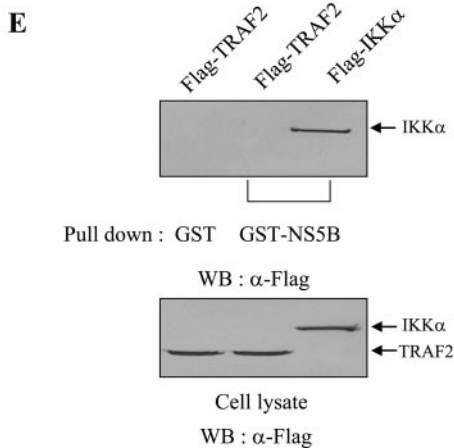 E
Flag-TRAF2 Flag-TRAF2 Flag-IKKα
IKKα
Pull down : GST GST-NS5B
WB : α-Flag
IKKα
TRAF2
Cell lysate
WB : α-Flag